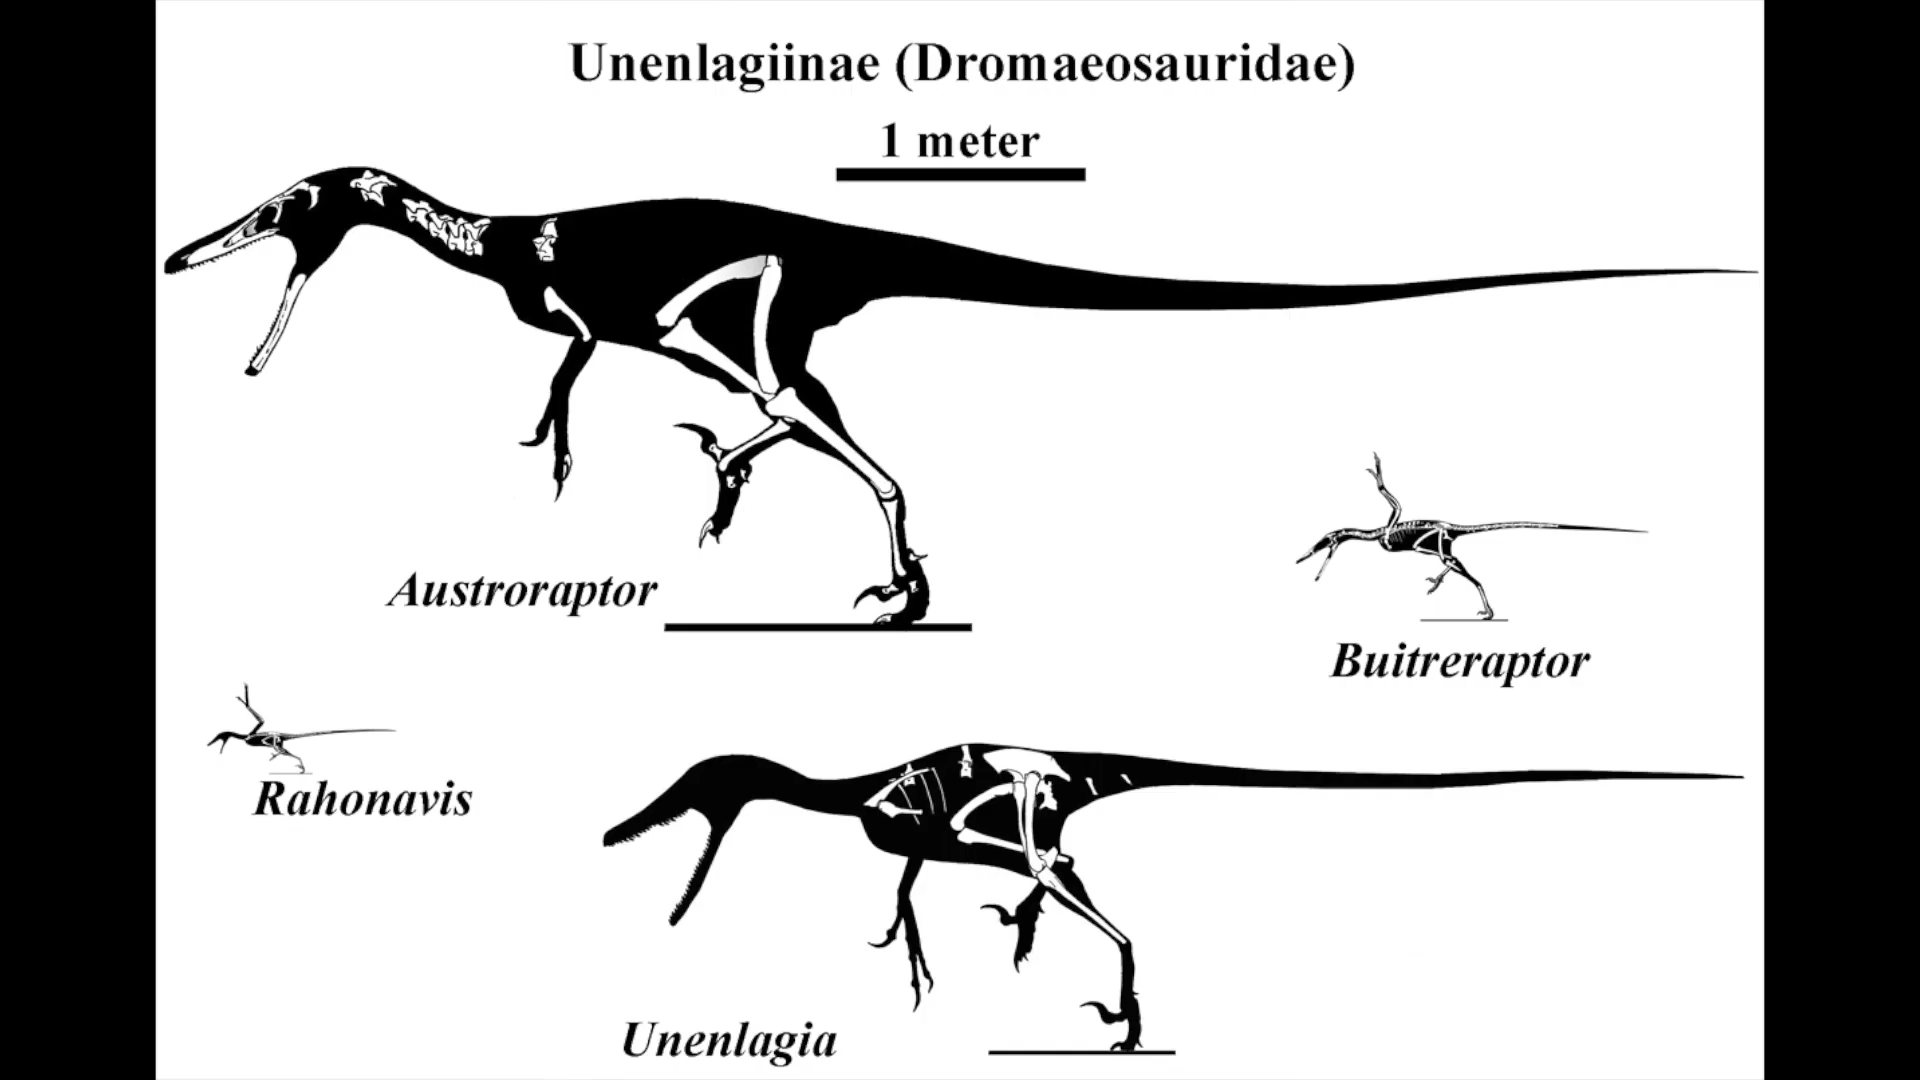 Unenlagiinae (Dromaeosauridae)
1 meter
Austroraptor
Buitreraptor
Rahonavis
Unenlagia